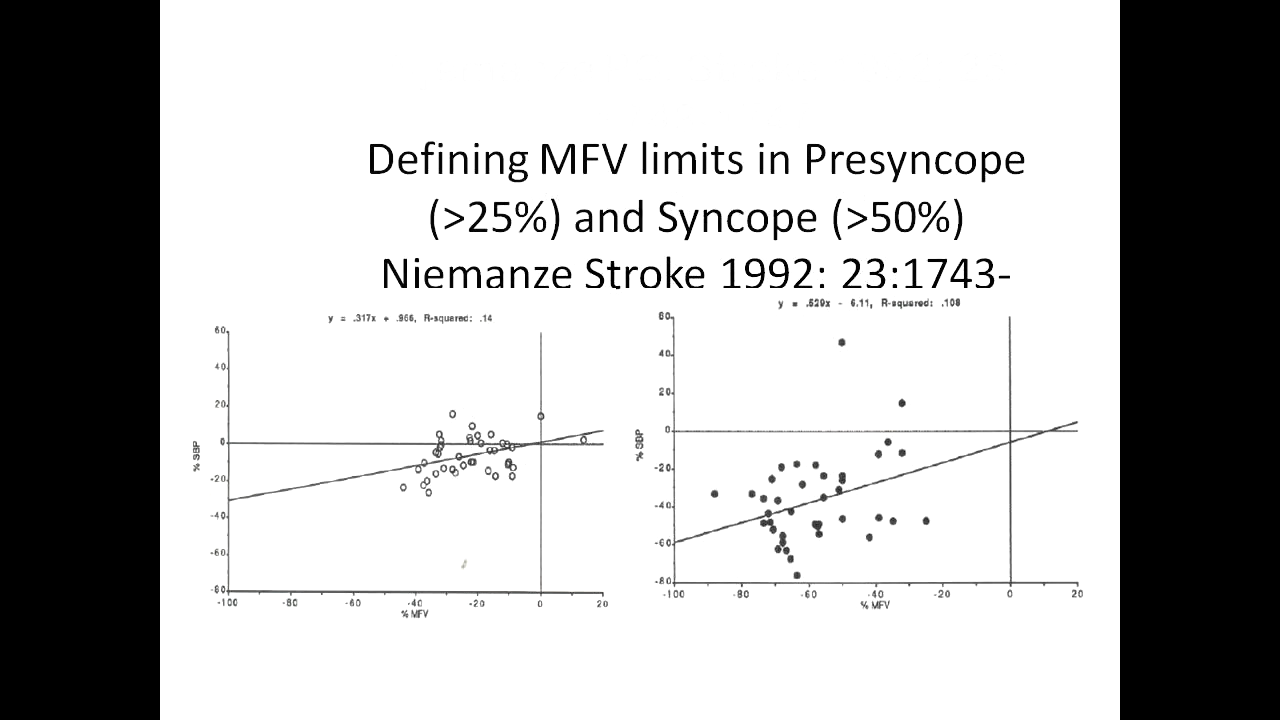 Defining MFV limits in Presyncope
(>25%) and Syncope (>50%)
Niemanze Stroke 1992: 23:1743-
y = .317x + .966, R-squared: .14
60
40
20
0
-20
-40
-60
-80
% SBP
-100 -80 -60 -40 -20 0 20
% MFV
y = .529x - 6.11, R-squared: .108
60
40
20
0
-20
-40
-60
-80
% SBP
-100 -80 -60 -40 -20 0 20
% MFV